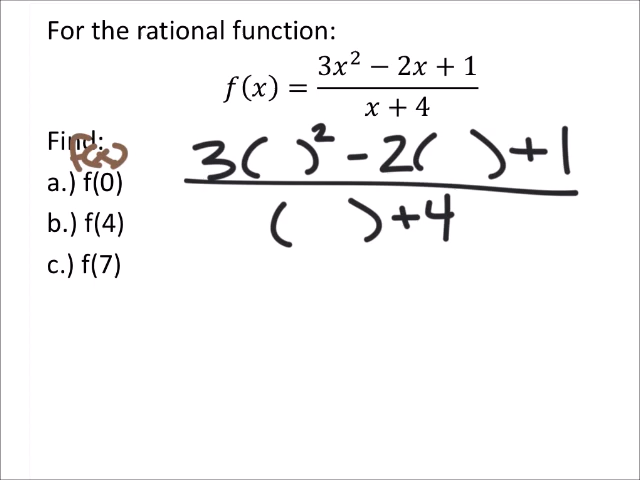 For the rational function:
f(x) = 3x² − 2x + 1 / x + 4
Find:
f(x)
3( )² - 2( ) + 1
( ) + 4
a.) f(0)
b.) f(4)
c.) f(7)